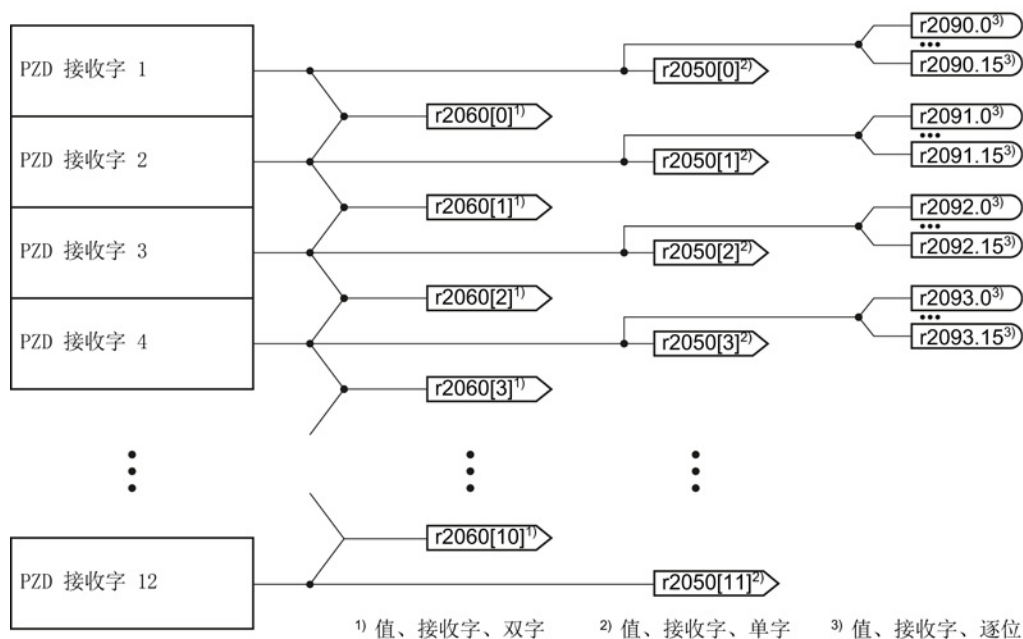 r2090.0³⁾
PZD 接收字 1
r2050[0]²⁾
r2090.15³⁾
r2060[0]¹⁾
r2091.0³⁾
PZD 接收字 2
r2050[1]²⁾
r2091.15³⁾
r2060[1]¹⁾
r2092.0³⁾
PZD 接收字 3
r2050[2]²⁾
r2092.15³⁾
r2060[2]¹⁾
r2093.0³⁾
PZD 接收字 4
r2050[3]²⁾
r2093.15³⁾
r2060[3]¹⁾
r2060[10]¹⁾
PZD 接收字 12
r2050[11]²⁾
¹⁾ 值、接收字、双字 ²⁾ 值、接收字、单字 ³⁾ 值、接收字、逐位